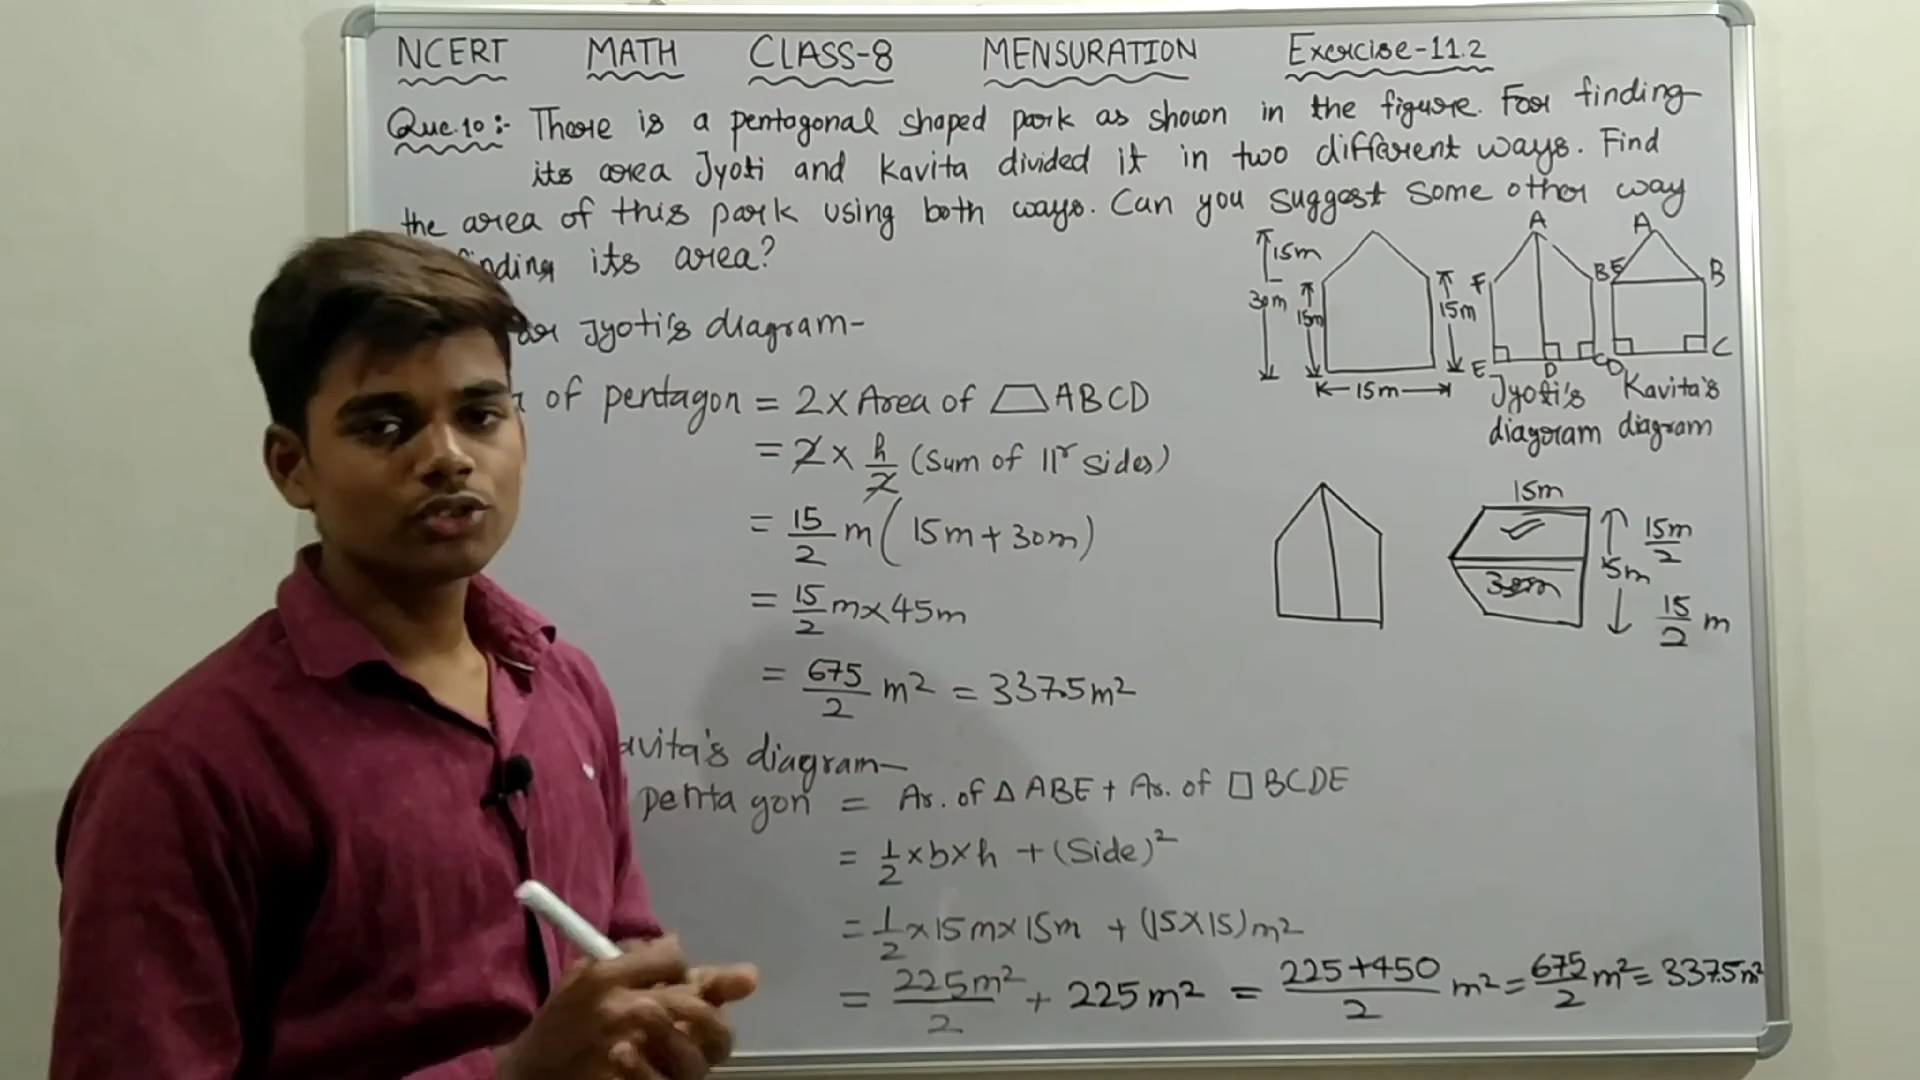 NCERT MATH CLASS-8 MENSURATION Exercise-11.2
Que.10:- There is a pentagonal shaped park as shown in the figure. For finding
its area Jyoti and Kavita divided it in two different ways. Find
the area of this park using both ways. Can you suggest some other way
finding its area?
Jyoti's diagram-
of pentagon = 2 × Area of ⏢ ABCD
= 2 × h/2 (Sum of ||r sides)
= 15/2 m (15m + 30m)
= 15/2 m × 45m
= 675/2 m² = 337.5m²
avita's diagram-
pentagon = Ar. of △ ABE + Ar. of □ BCDE
= 1/2 × b × h + (Side)²
= 1/2 × 15m × 15m + (15×15)m²
= 225m²/2 + 225m² = 225+450/2 m² = 675/2 m² = 337.5m²
15m
30m 15m 15m
15m
A
F B
E D C
Jyoti's
diagram
A
E B
D C
Kavita's
diagram
15m
15m/2
30m
15/2 m